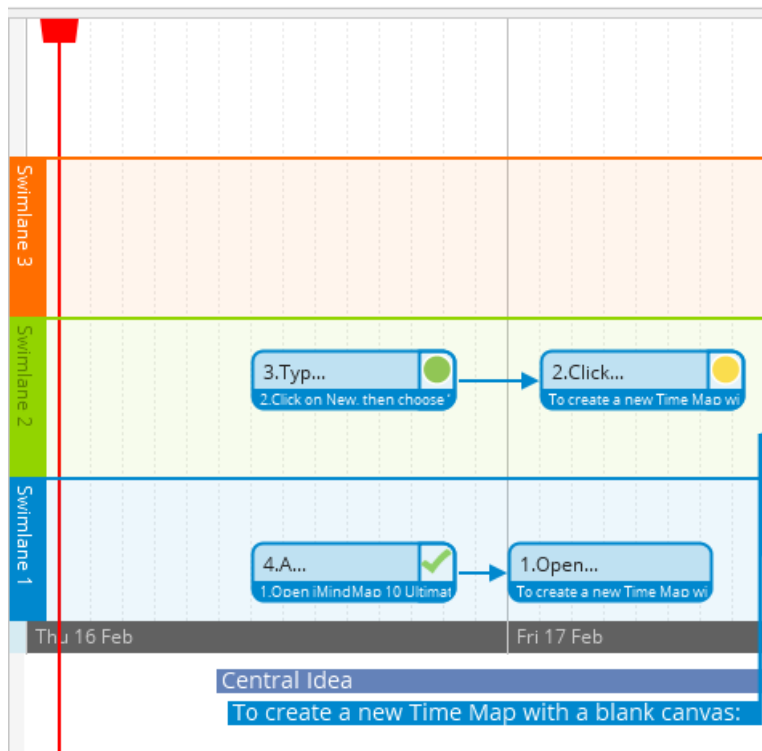 Swimlane 3
Swimlane 2
3.Typ...
2.Click on New, then choose '
2.Click...
To create a new Time Map wi
Swimlane 1
4.A...
1.Open iMindMap 10 Ultimat
1.Open...
To create a new Time Map wi
Thu 16 Feb
Fri 17 Feb
Central Idea
To create a new Time Map with a blank canvas: